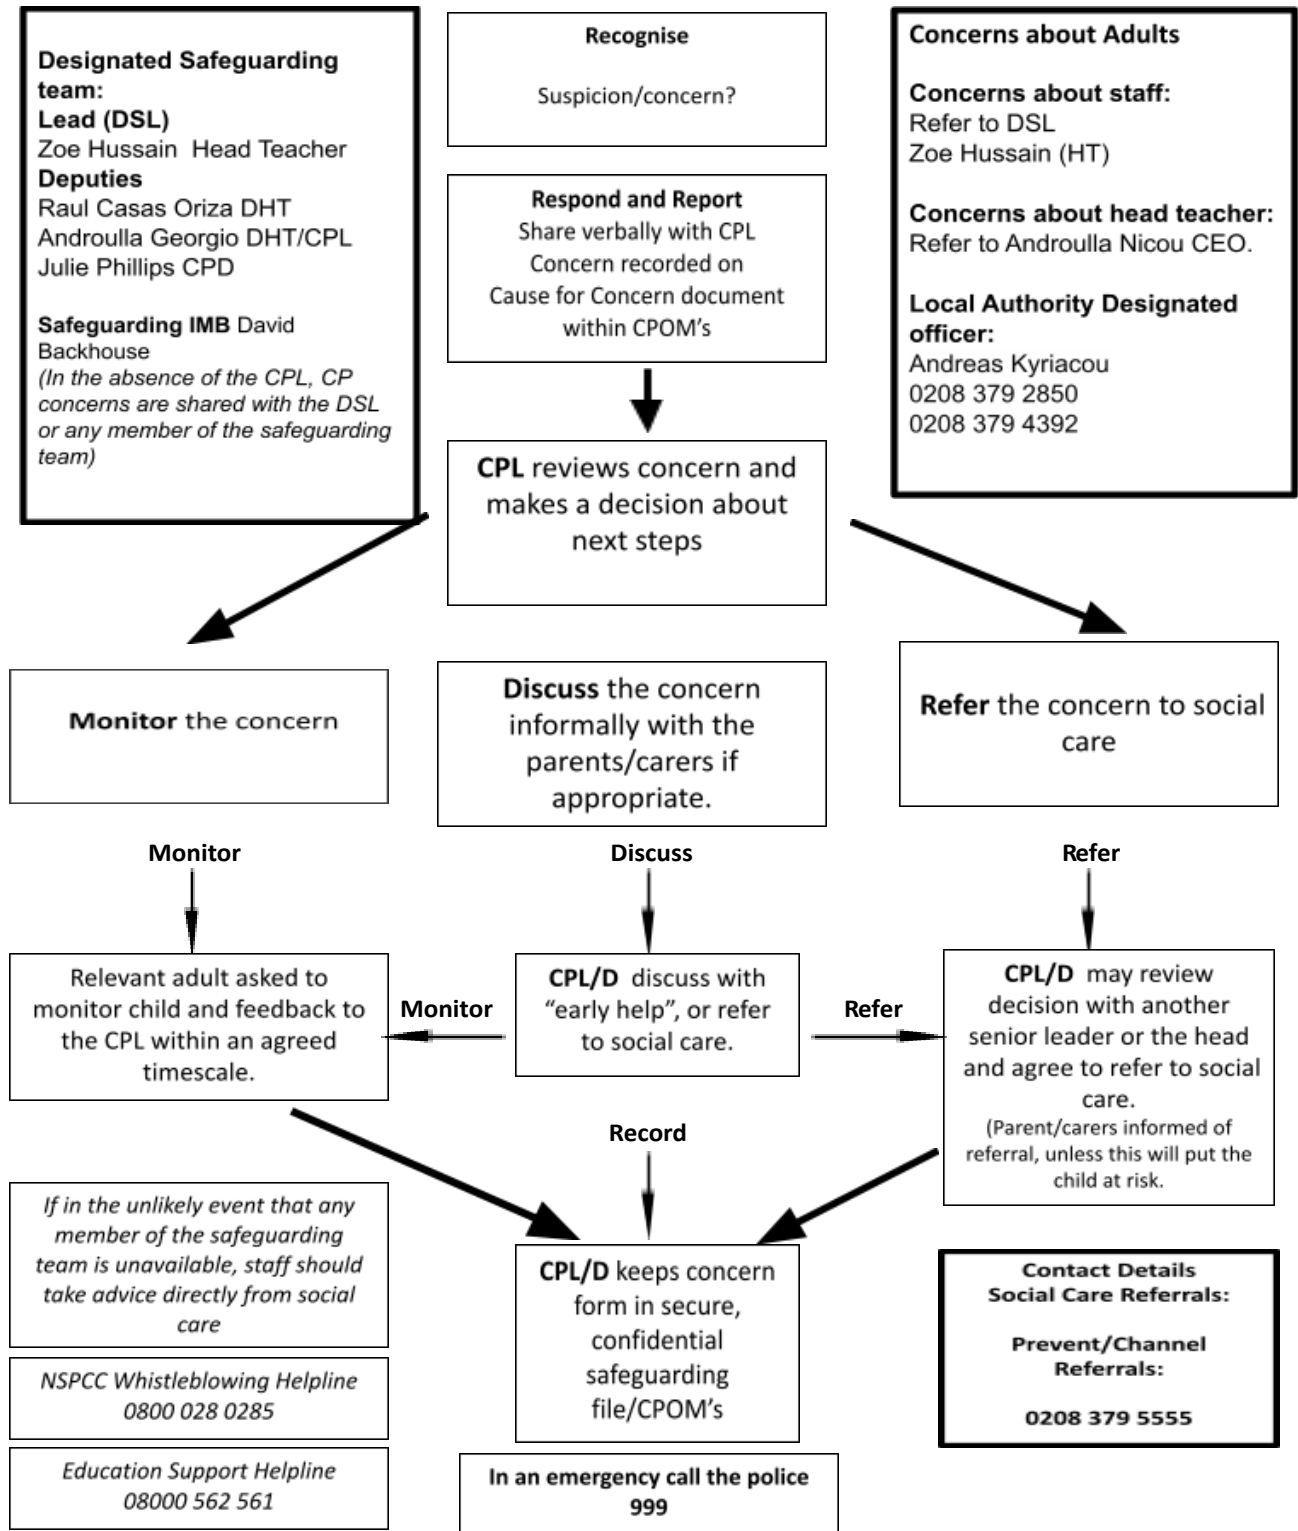 Designated Safeguarding
team:
Lead (DSL)
Zoe Hussain  Head Teacher
Deputies
Raul Casas Oriza DHT
Androulla Georgio DHT/CPL
Julie Phillips CPD
Safeguarding IMB David
Backhouse
(In the absence of the CPL, CP
concerns are shared with the DSL
or any member of the safeguarding
team)
Recognise
Suspicion/concern?
Respond and Report
Share verbally with CPL
Concern recorded on
Cause for Concern document
within CPOM's
Concerns about Adults
Concerns about staff:
Refer to DSL
Zoe Hussain (HT)
Concerns about head teacher:
Refer to Androulla Nicou CEO.
Local Authority Designated
officer:
Andreas Kyriacou
0208 379 2850
0208 379 4392
CPL reviews concern and
makes a decision about
next steps
Monitor the concern
Discuss the concern
informally with the
parents/carers if
appropriate.
Refer the concern to social
care
Monitor
Discuss
Refer
Relevant adult asked to
monitor child and feedback to
the CPL within an agreed
timescale.
Monitor
CPL/D  discuss with
“early help”, or refer
to social care.
Refer
CPL/D  may review
decision with another
senior leader or the head
and agree to refer to social
care.
(Parent/carers informed of
referral, unless this will put the
child at risk.
Record
If in the unlikely event that any
member of the safeguarding
team is unavailable, staff should
take advice directly from social
care
NSPCC Whistleblowing Helpline
0800 028 0285
Education Support Helpline
08000 562 561
CPL/D keeps concern
form in secure,
confidential
safeguarding
file/CPOM's
In an emergency call the police
999
Contact Details
Social Care Referrals:
Prevent/Channel
Referrals:
0208 379 5555